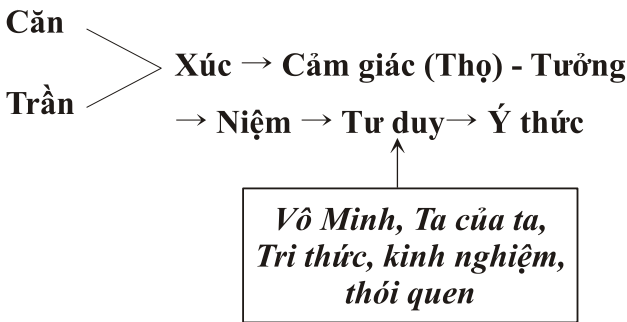 Căn
Trần
Xúc → Cảm giác (Thọ) - Tưởng
→ Niệm → Tư duy→ Ý thức
Vô Minh, Ta của ta,
Tri thức, kinh nghiệm,
thói quen